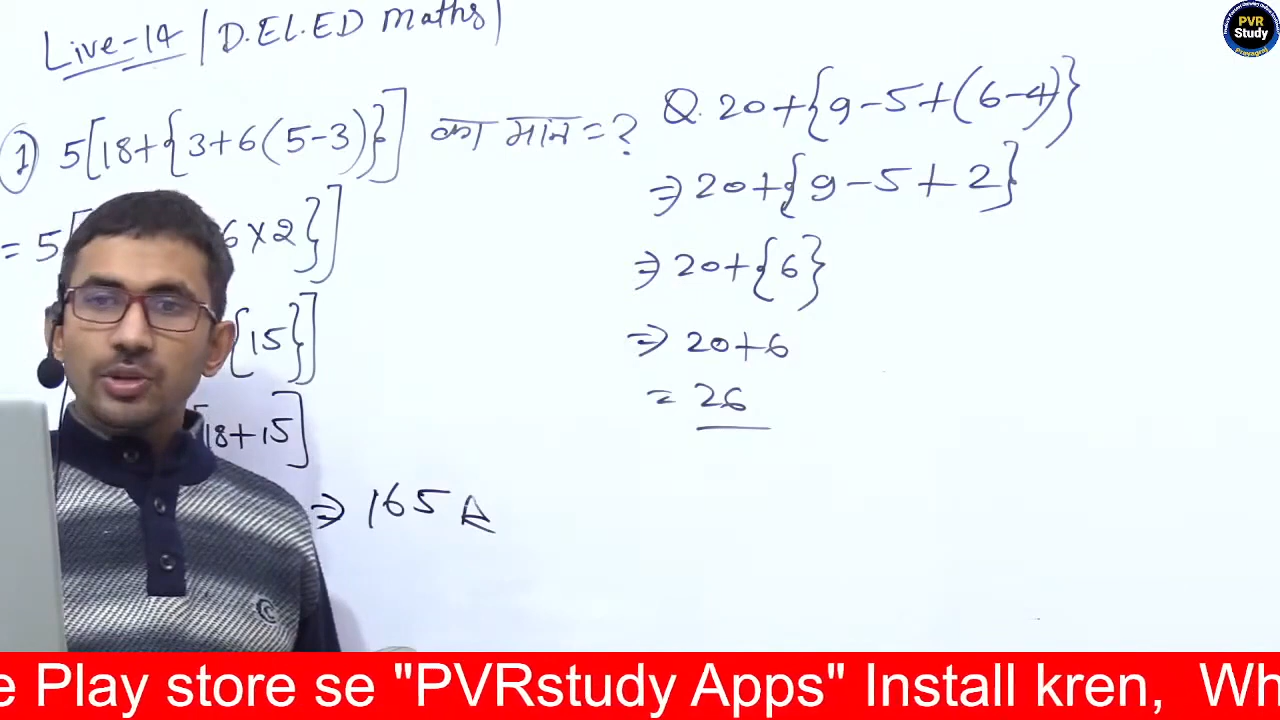 Live-14 | D.EL.ED Maths |
PVR
Study
Prayagraj
① 5[18+{3+6(5-3)}] का मान = ?
= 5[ 6×2}]
{15}]
[18+15]
⇒ 165 A
Q. 20+{9-5+(6-4)}
⇒ 20+{9-5+2}
⇒ 20+{6}
⇒ 20+6
= 26
e Play store se "PVRstudy Apps" Install kren, Wh